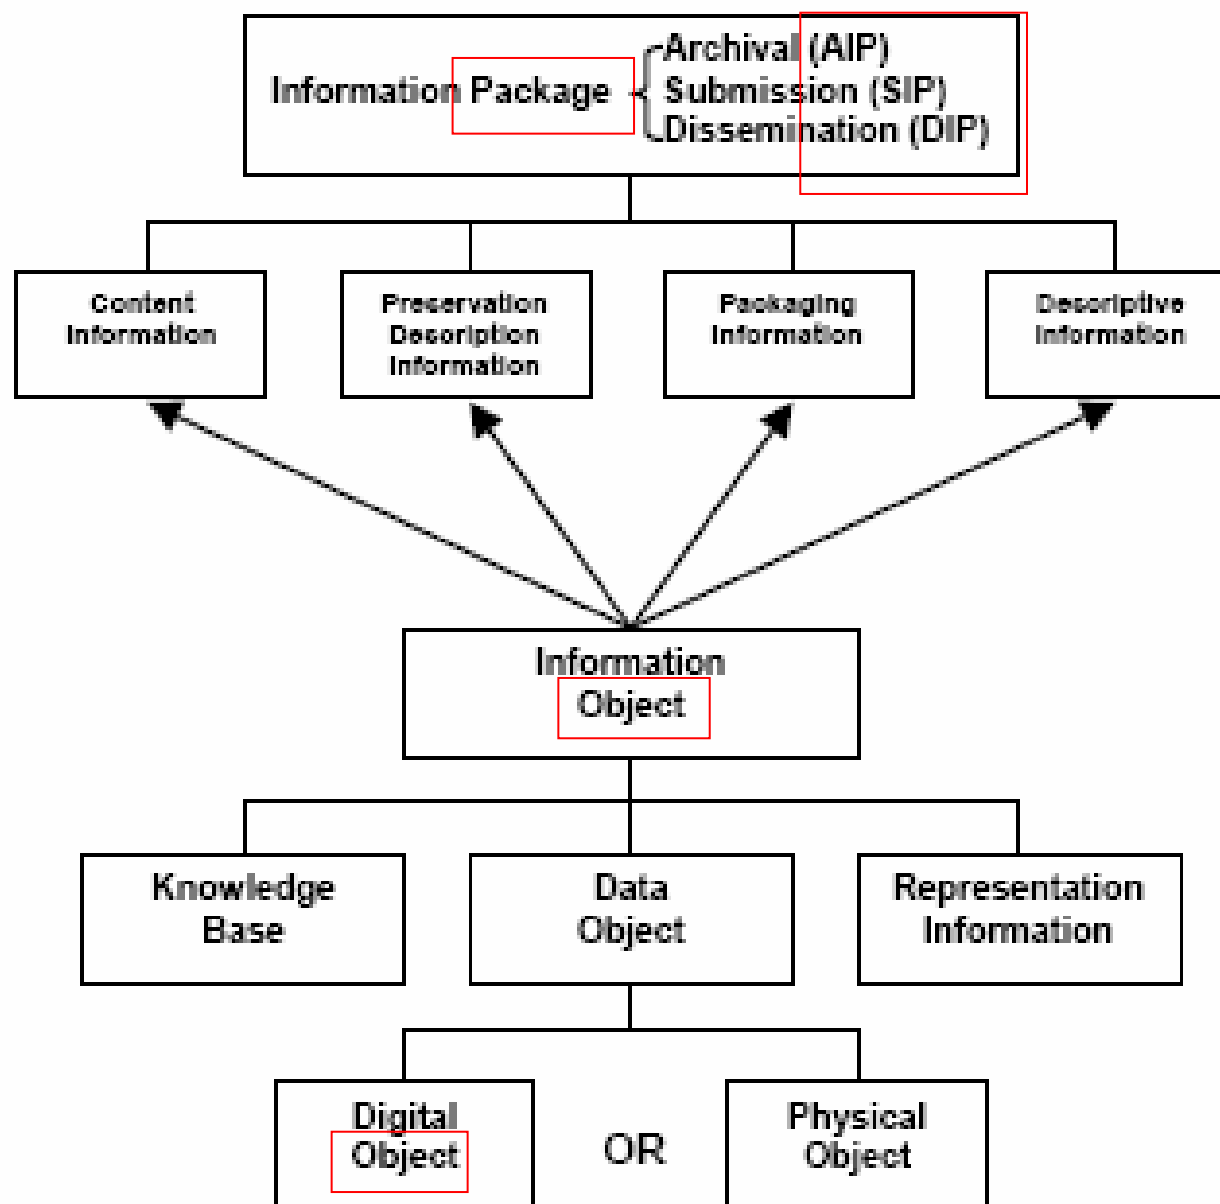 Information Package
Archival (AIP)
Submission (SIP)
Dissemination (DIP)
Content
Information
Preservation
Description
Information
Packaging
Information
Descriptive
Information
Information
Object
Knowledge
Base
Data
Object
Representation
Information
Digital
Object
OR
Physical
Object